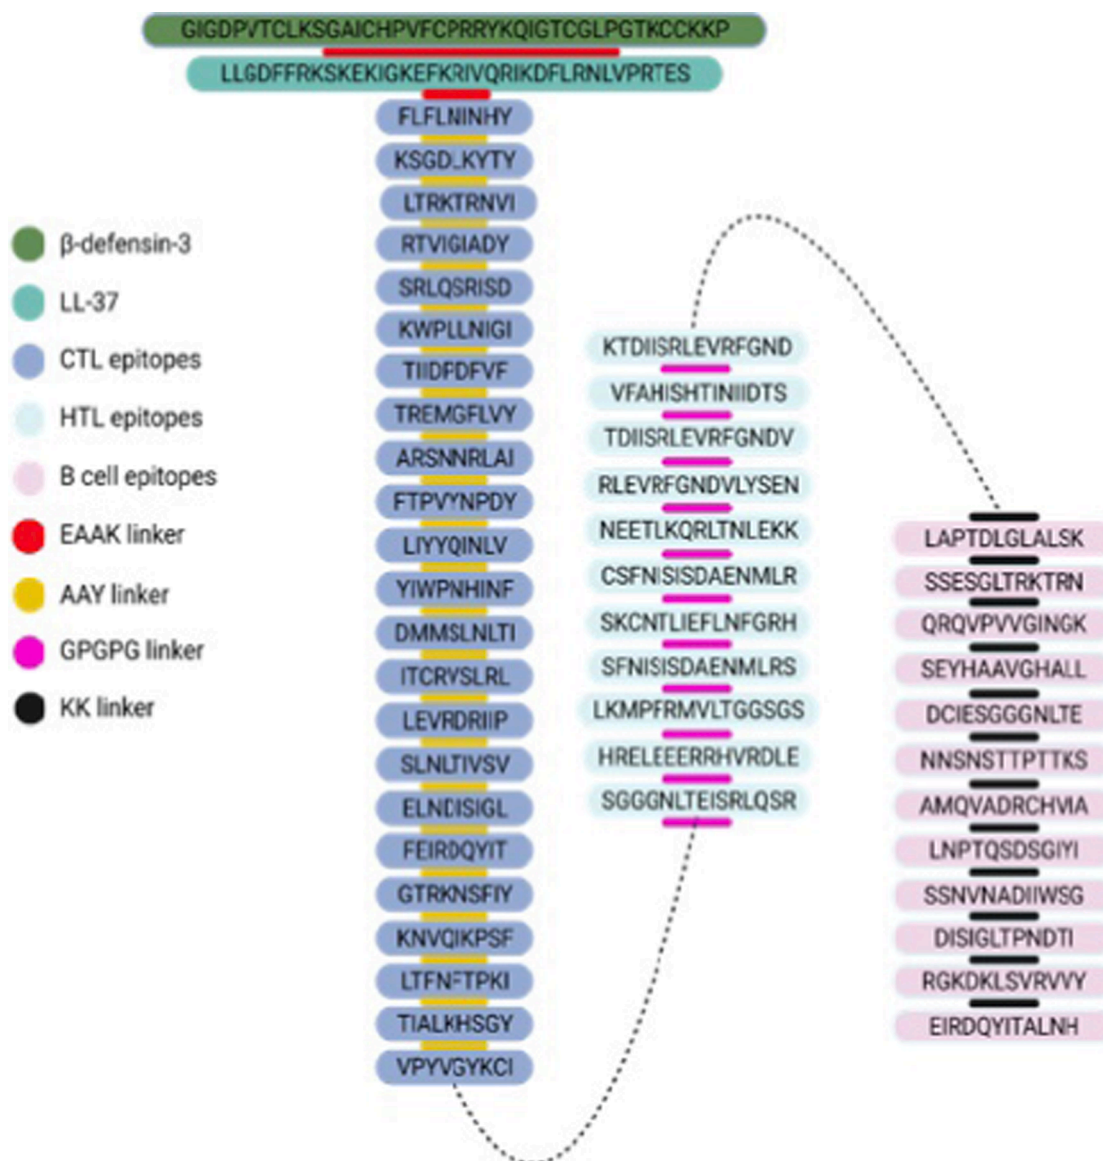 GIGDPVTCLKSGAICHPVFCPRRYKQIGTCGLPGTKCCKKP
LLGDFFRKSKEKIGKEFKRIVQRIKDFLRNLVPRTES
FLFLNINHY
KSGDLKYTY
LTRKTRNVI
RTVIGIADY
SRLQSRISD
KWPLLNIGI
TIIDFDFVF
TREMGFLVY
ARSNNRLAI
FTPVYNPDY
LIYYQINLV
YIWPNHINF
DMMSLNLTI
ITCRYSLRL
LEVRDRIIP
SLNLTIVSV
ELNDISIGL
FEIRDQYIT
GTRKNSFIY
KNVQIKPSF
LTFNFTPKI
TIALKHSGY
VPYVGYKCI
β-defensin-3
LL-37
CTL epitopes
HTL epitopes
B cell epitopes
EAAK linker
AAY linker
GPGPG linker
KK linker
KTDIISRLEVRFGND
VFAHISHTINIIDTS
TDIISRLEVRFGNDV
RLEVRFGNDVLYSEN
NEETLKQRLTNLEKK
CSFNISISDAENMLR
SKCNTLIEFLNFGRH
SFNISISDAENMLRS
LKMPFRMVLTGGSGS
HRELEEERRHVRDLE
SGGGNLTEISRLQSR
LAPTDLGLALSK
SSESGLTRKTRN
QRQVPVVGINGK
SEYHAAVGHALL
DCIESGGGNLTE
NNSNSTTPTTKS
AMQVADRCHVIA
LNPTQSDSGIYI
SSNVNADIIWSG
DISIGLTPNDTI
RGKDKLSVRVVY
EIRDQYITALNH